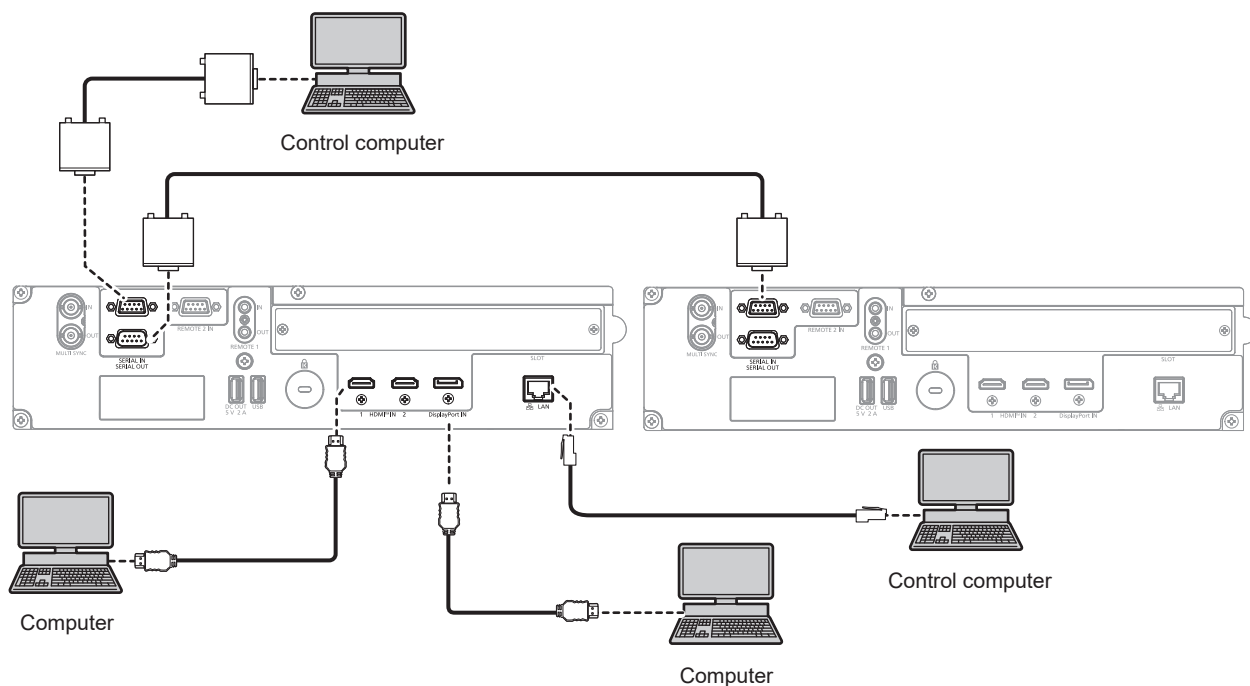 Control computer
IN
OUT
MULTI SYNC
REMOTE 2 IN
IN
OUT
REMOTE 1
SERIAL IN
SERIAL OUT
SLOT
DC OUT
5 V 2 A
USB
1 HDMI™ IN 2
DisplayPort IN
LAN
IN
OUT
MULTI SYNC
REMOTE 2 IN
IN
OUT
REMOTE 1
SERIAL IN
SERIAL OUT
SLOT
DC OUT
5 V 2 A
USB
1 HDMI™ IN 2
DisplayPort IN
LAN
Computer
Control computer
Computer